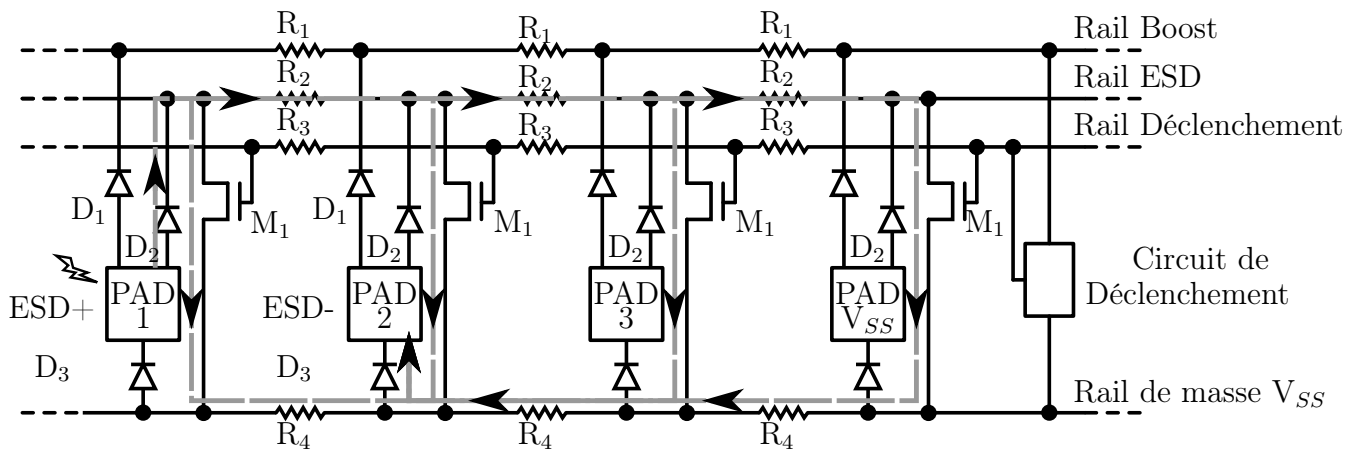 R1 R1 R1 Rail Boost
R2 R2 R2 Rail ESD
R3 R3 R3 Rail Déclenchement
D1 M1 D1 M1 M1 M1
D2 D2 D2 D2
Circuit de
Déclenchement
ESD+ PAD
1
ESD- PAD
2
PAD
3
PAD
VSS
D3 D3
Rail de masse VSS
R4 R4 R4